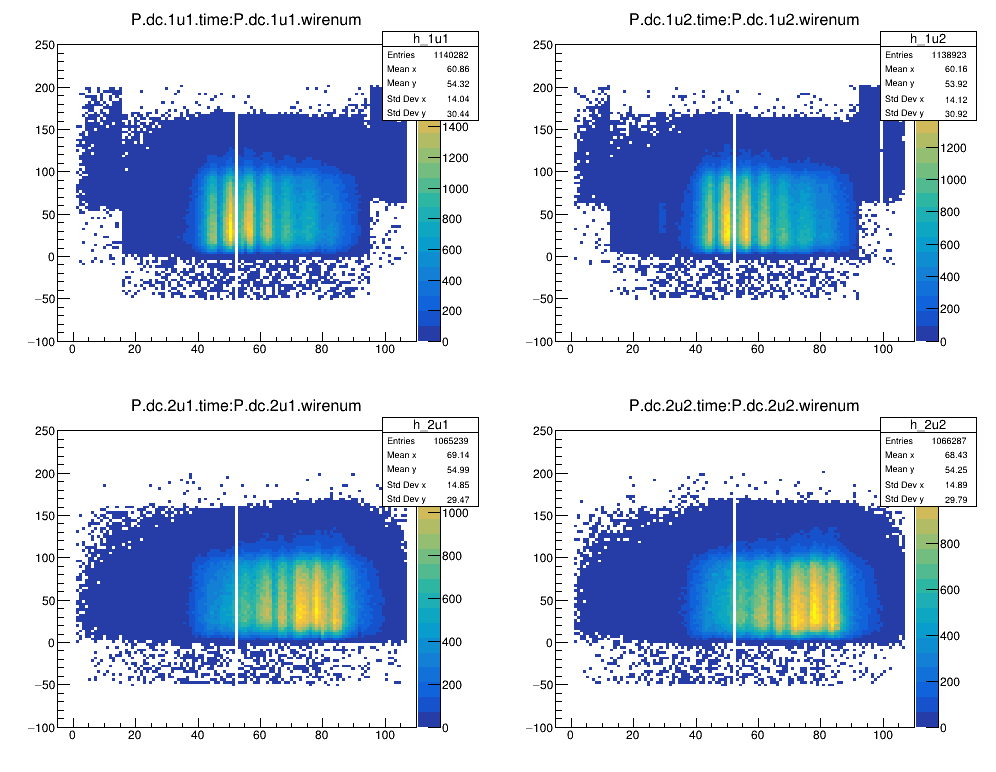 P.dc.1u1.time:P.dc.1u1.wirenum
h_1u1
Entries 1140282
Mean x 60.86
Mean y 54.32
Std Dev x 14.04
Std Dev y 30.44
250
200
150
100
50
0
−50
−100
0 20 40 60 80 100
1400
1200
1000
800
600
400
200
0
P.dc.1u2.time:P.dc.1u2.wirenum
h_1u2
Entries 1138923
Mean x 60.16
Mean y 53.92
Std Dev x 14.12
Std Dev y 30.92
250
200
150
100
50
0
−50
−100
0 20 40 60 80 100
1200
1000
800
600
400
200
0
P.dc.2u1.time:P.dc.2u1.wirenum
h_2u1
Entries 1065239
Mean x 69.14
Mean y 54.99
Std Dev x 14.85
Std Dev y 29.47
250
200
150
100
50
0
−50
−100
0 20 40 60 80 100
1000
800
600
400
200
0
P.dc.2u2.time:P.dc.2u2.wirenum
h_2u2
Entries 1066287
Mean x 68.43
Mean y 54.25
Std Dev x 14.89
Std Dev y 29.79
250
200
150
100
50
0
−50
−100
0 20 40 60 80 100
800
600
400
200
0